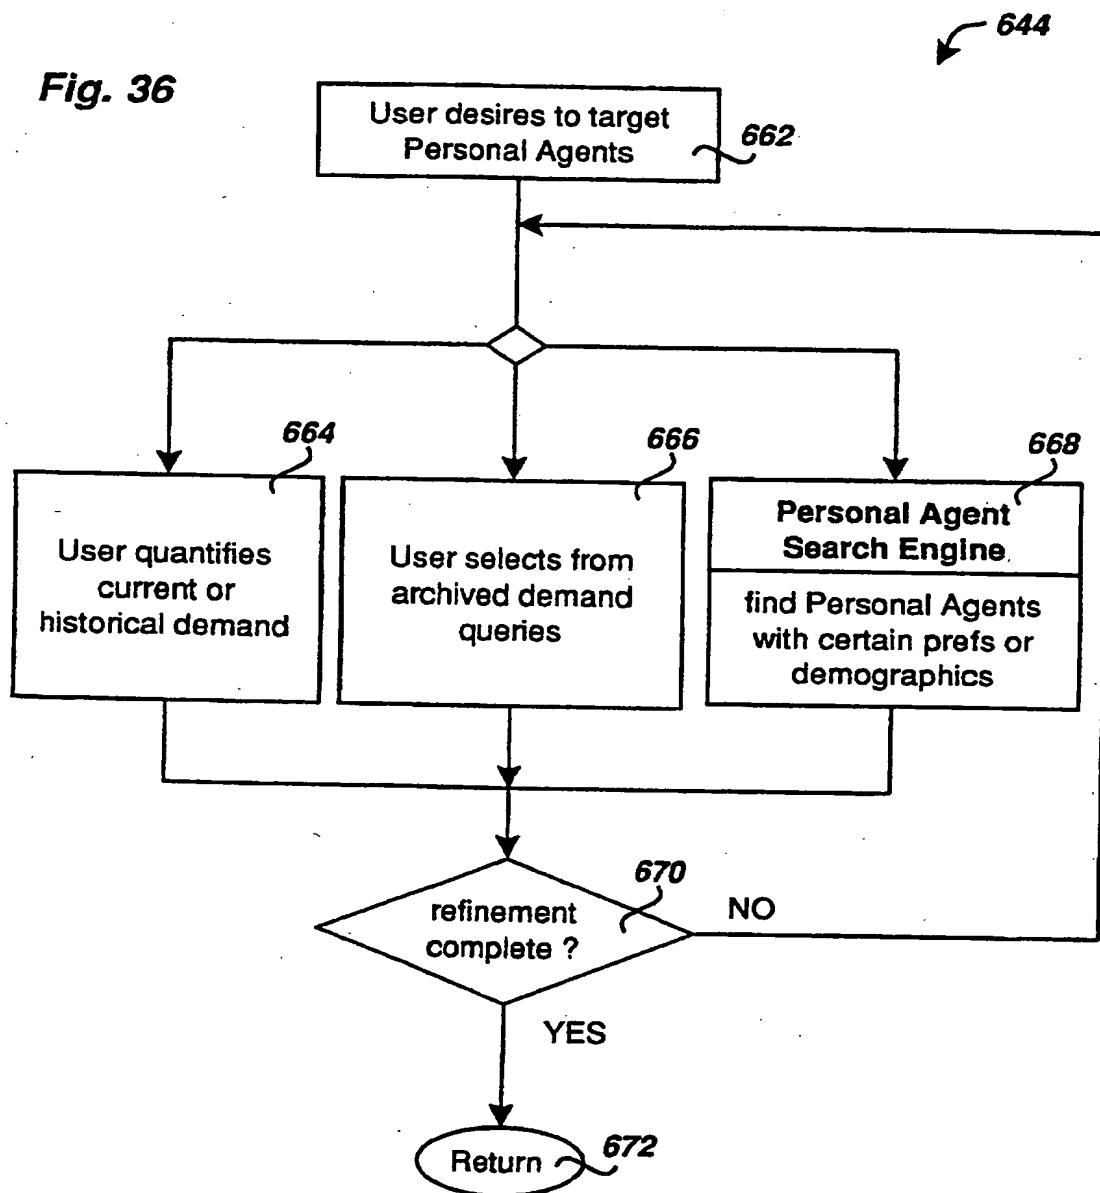 644
Fig. 36
User desires to target
Personal Agents
662
664
666
668
User quantifies
current or
historical demand
User selects from
archived demand
queries
Personal Agent
Search Engine
find Personal Agents
with certain prefs or
demographics
670
refinement
complete ?
NO
YES
Return
672